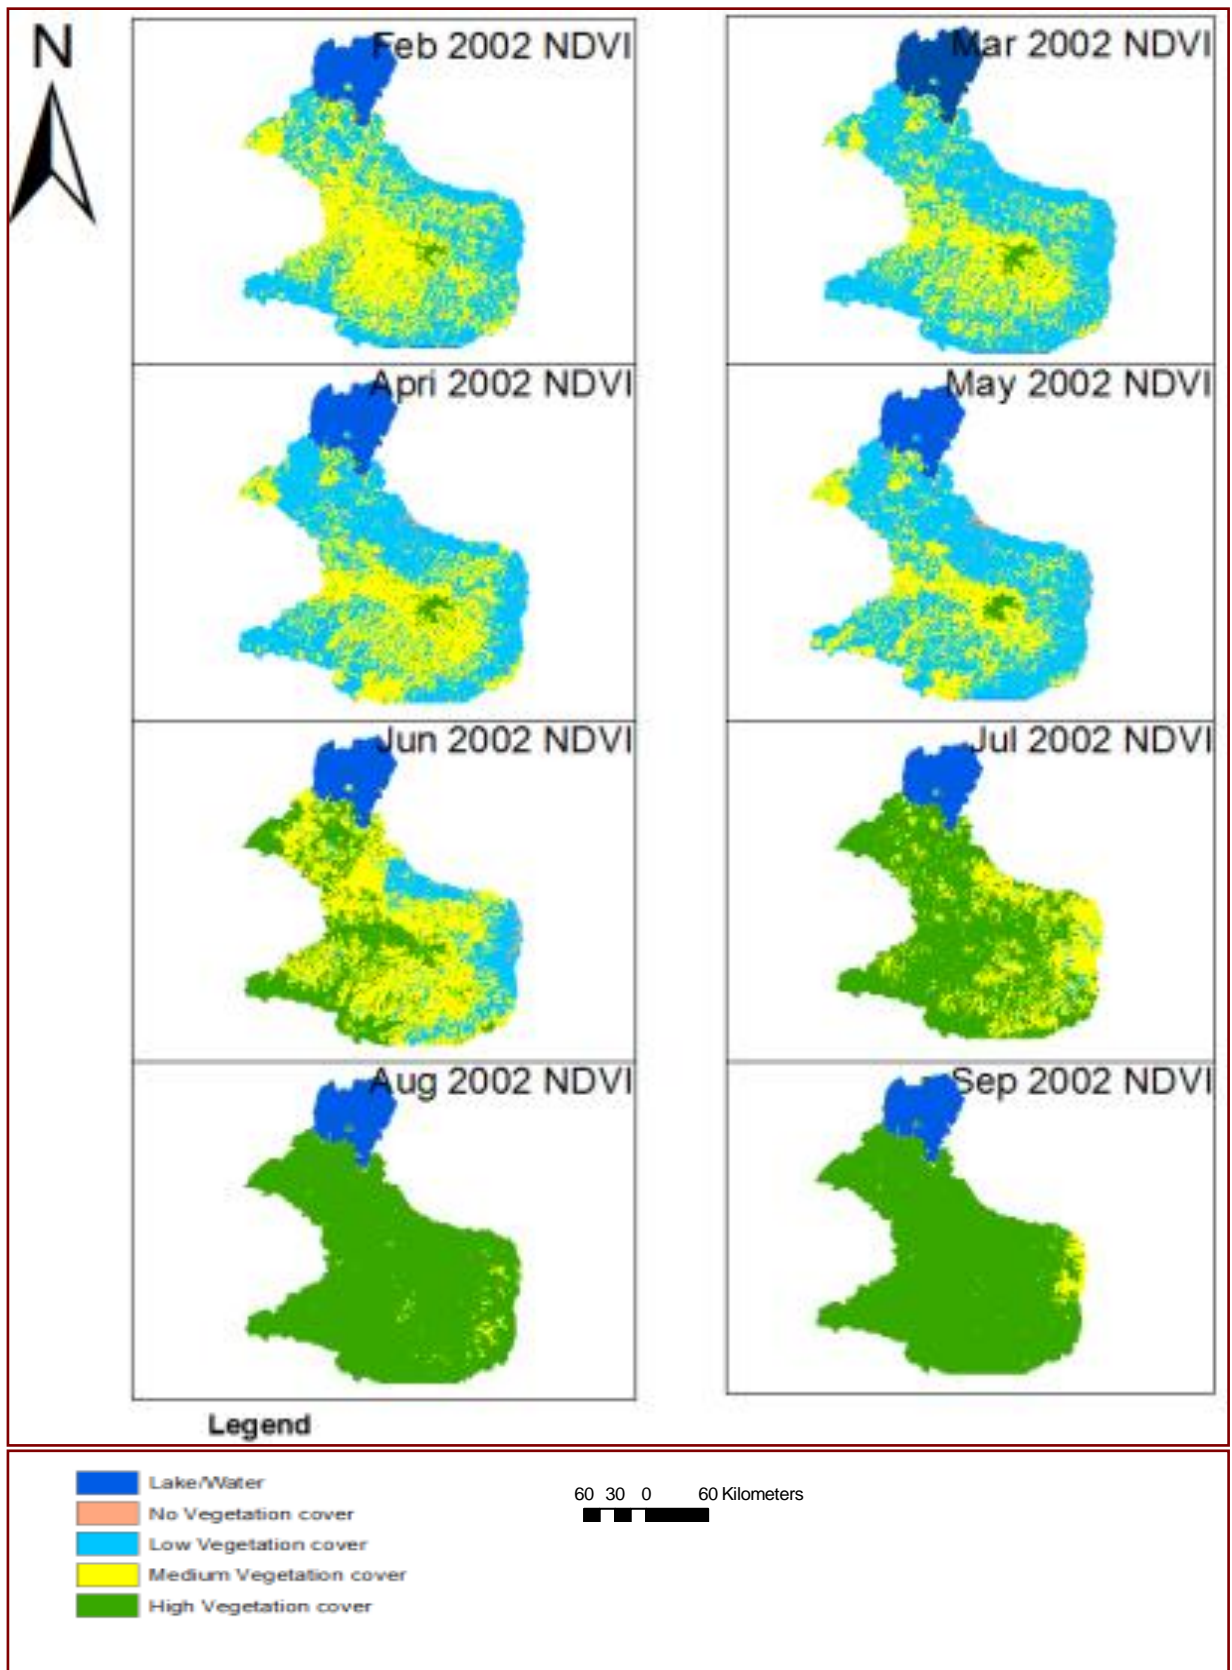 N
Feb 2002 NDVI
Mar 2002 NDVI
Apri 2002 NDVI
May 2002 NDVI
Jun 2002 NDVI
Jul 2002 NDVI
Aug 2002 NDVI
Sep 2002 NDVI
Legend
Lake/Water
No Vegetation cover
Low Vegetation cover
Medium Vegetation cover
High Vegetation cover
60 30 0 60 Kilometers